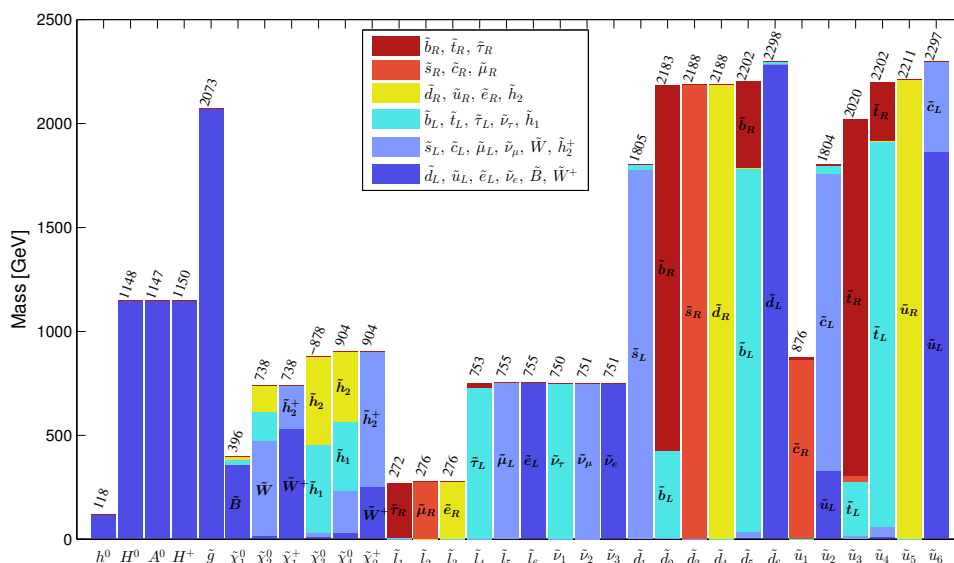 2500
2000
1500
1000
500
0
Mass [GeV]
b̃_R, t̃_R, τ̃_R
s̃_R, c̃_R, μ̃_R
d̃_R, ũ_R, ẽ_R, h̃_2
b̃_L, t̃_L, τ̃_L, ν̃_τ, h̃_1
s̃_L, c̃_L, μ̃_L, ν̃_μ, W̃, h̃_2^+
d̃_L, ũ_L, ẽ_L, ν̃_e, B̃, W̃^+
118 1148 1147 1150 2073 396 738 738 −878 904 904 272 276 276 753 755 755 750 751 751 1805 2183 2188 2188 2202 2298 876 1804 2020 2202 2211 2297
B̃
W̃
h̃_2^+
W̃^+
h̃_2
h̃_1
h̃_2
h̃_1
h̃_2^+
W̃^+
τ̃_R
μ̃_R
ẽ_R
τ̃_L
μ̃_L
ẽ_L
ν̃_τ
ν̃_μ
ν̃_e
s̃_L
b̃_R
b̃_L
s̃_R
d̃_R
b̃_R
b̃_L
d̃_L
c̃_R
c̃_L
ũ_L
t̃_R
t̃_L
t̃_R
t̃_L
ũ_R
c̃_L
ũ_L
h^0 H^0 A^0 H^+ g̃ χ̃_1^0 χ̃_2^0 χ̃_1^+ χ̃_3^0 χ̃_4^0 χ̃_2^+ l̃_1 l̃_2 l̃_3 l̃_4 l̃_5 l̃_6 ν̃_1 ν̃_2 ν̃_3 d̃_1 d̃_2 d̃_3 d̃_4 d̃_5 d̃_6 ũ_1 ũ_2 ũ_3 ũ_4 ũ_5 ũ_6